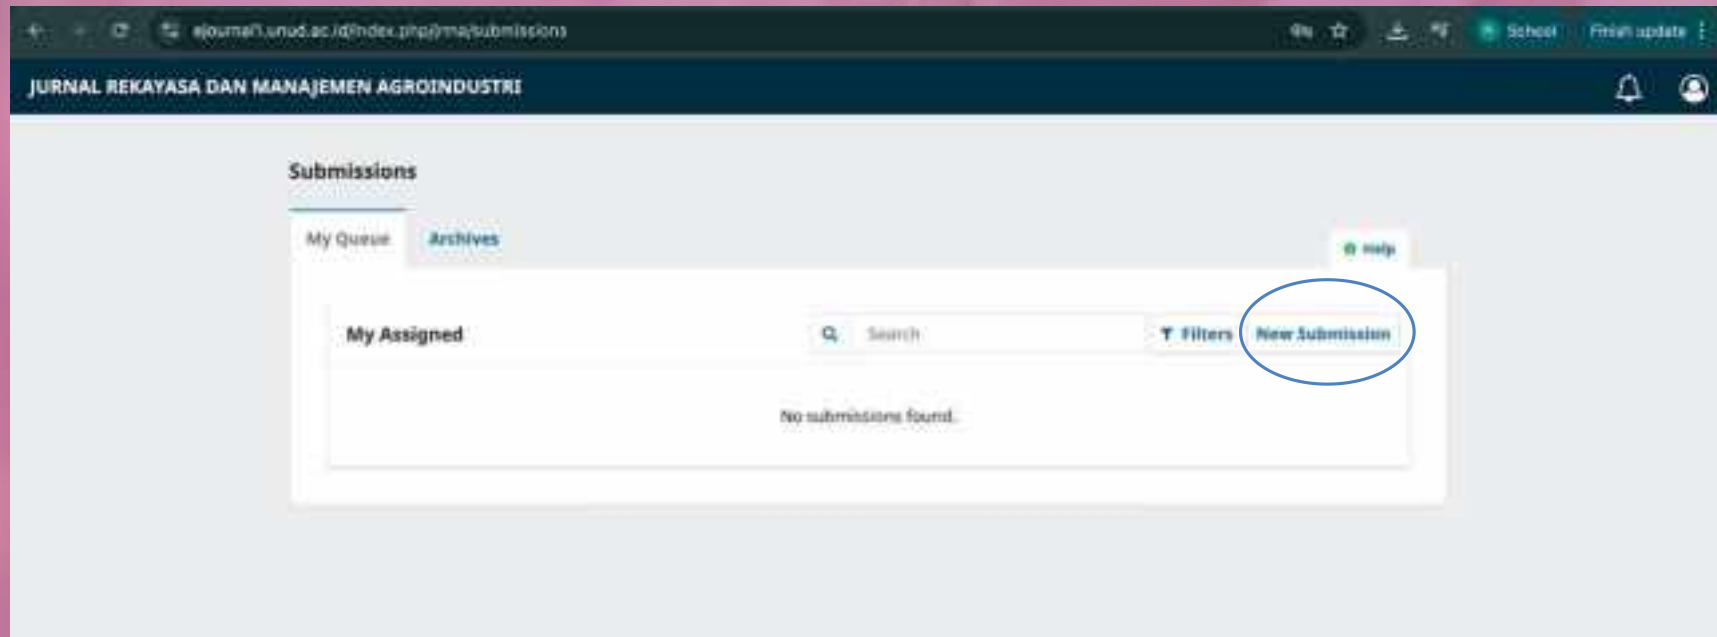 ejournal1.unud.ac.id/index.php/jrma/submissions
School
Finish update
JURNAL REKAYASA DAN MANAJEMEN AGROINDUSTRI
Submissions
My Queue
Archives
Help
My Assigned
Search
Filters
New Submission
No submissions found.